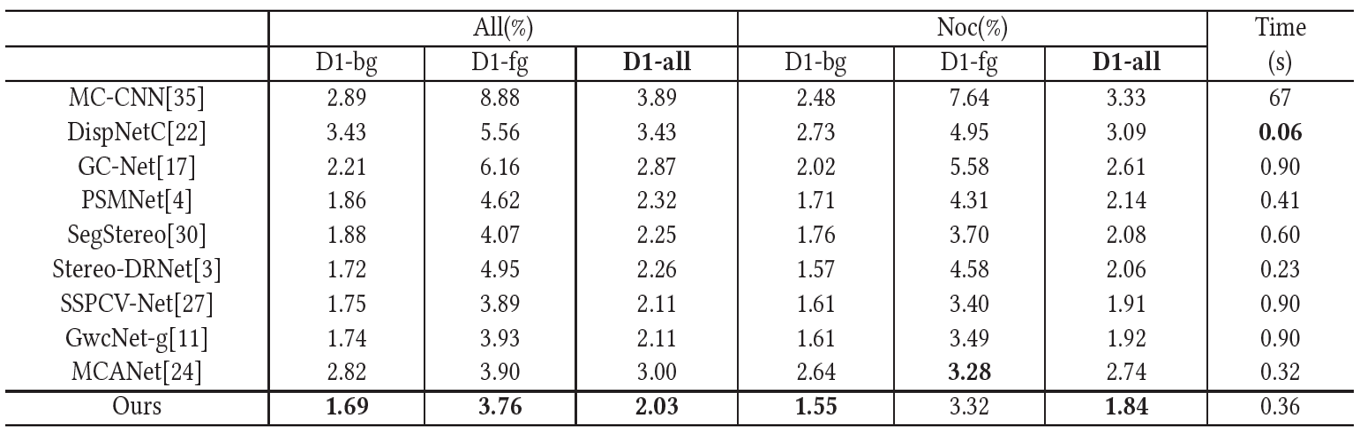 All(%) Noc(%) Time
D1-bg D1-fg D1-all D1-bg D1-fg D1-all (s)
MC-CNN[35] 2.89 8.88 3.89 2.48 7.64 3.33 67
DispNetC[22] 3.43 5.56 3.43 2.73 4.95 3.09 0.06
GC-Net[17] 2.21 6.16 2.87 2.02 5.58 2.61 0.90
PSMNet[4] 1.86 4.62 2.32 1.71 4.31 2.14 0.41
SegStereo[30] 1.88 4.07 2.25 1.76 3.70 2.08 0.60
Stereo-DRNet[3] 1.72 4.95 2.26 1.57 4.58 2.06 0.23
SSPCV-Net[27] 1.75 3.89 2.11 1.61 3.40 1.91 0.90
GwcNet-g[11] 1.74 3.93 2.11 1.61 3.49 1.92 0.90
MCANet[24] 2.82 3.90 3.00 2.64 3.28 2.74 0.32
Ours 1.69 3.76 2.03 1.55 3.32 1.84 0.36